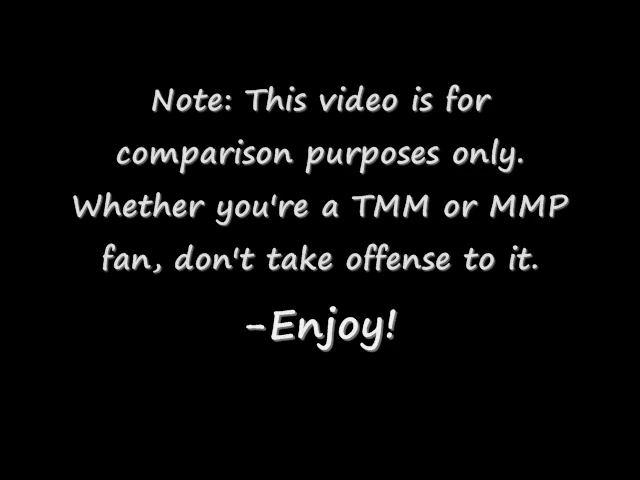 Note: This video is for
comparison purposes only.
Whether you're a TMM or MMP
fan, don't take offense to it.
-Enjoy!